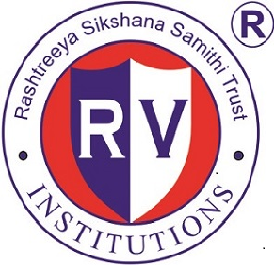 Rashtreeya Sikshana Samithi Trust
®
RV
INSTITUTIONS